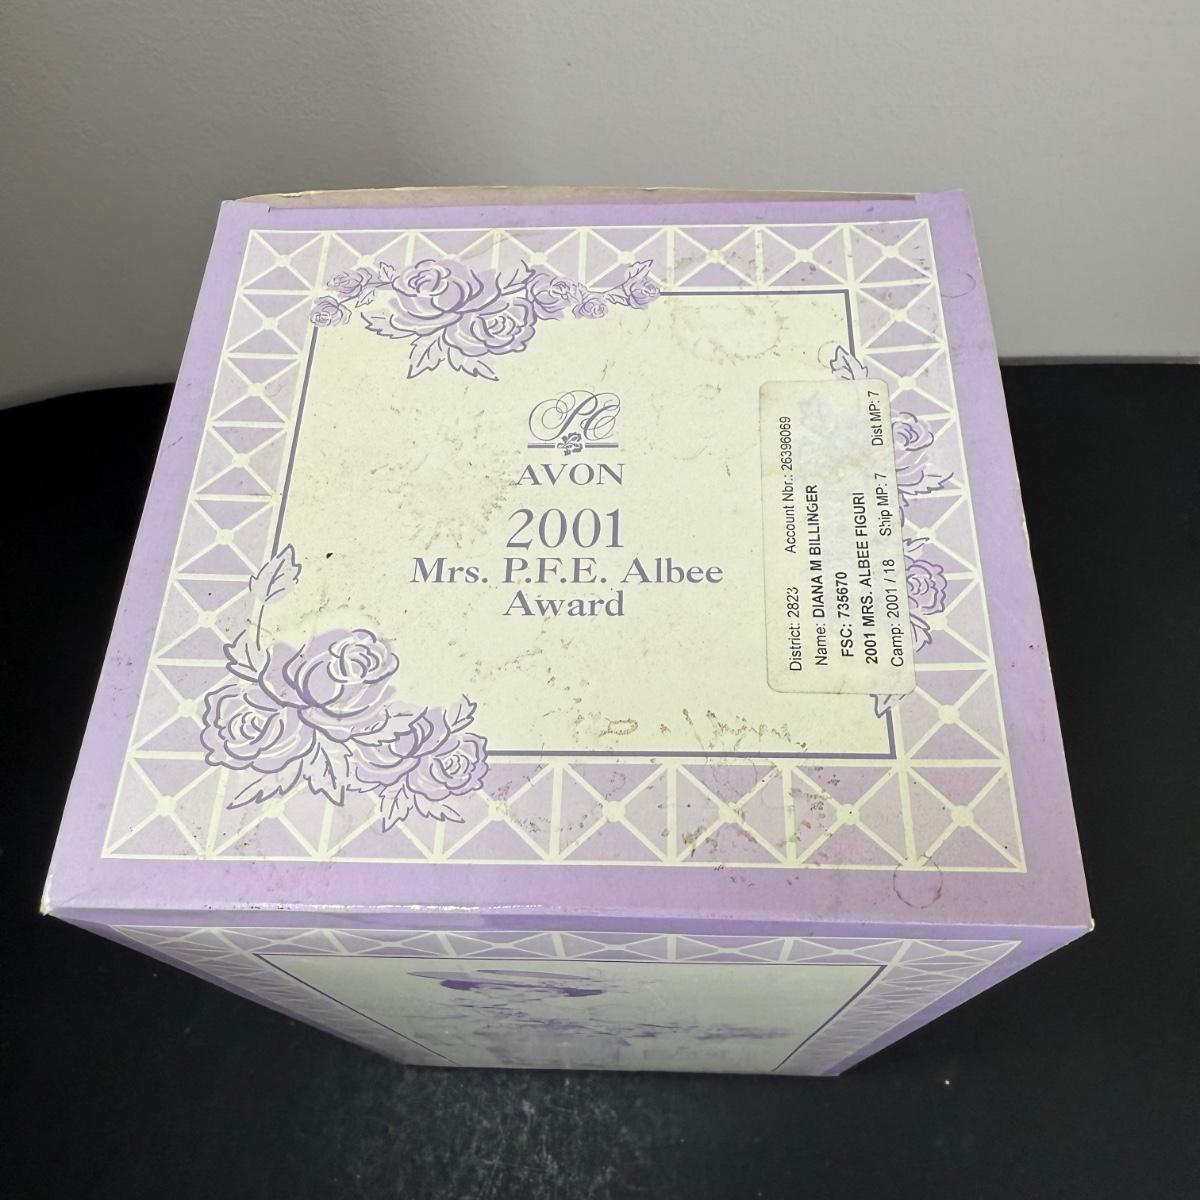 PC
AVON
2001
Mrs. P.F.E. Albee
Award
District: 2823 Account Nbr.: 26396069
Name: DIANA M BILLINGER
FSC: 735670
2001 MRS. ALBEE FIGURI
Camp: 2001 / 18 Ship MP: 7 Dist MP: 7